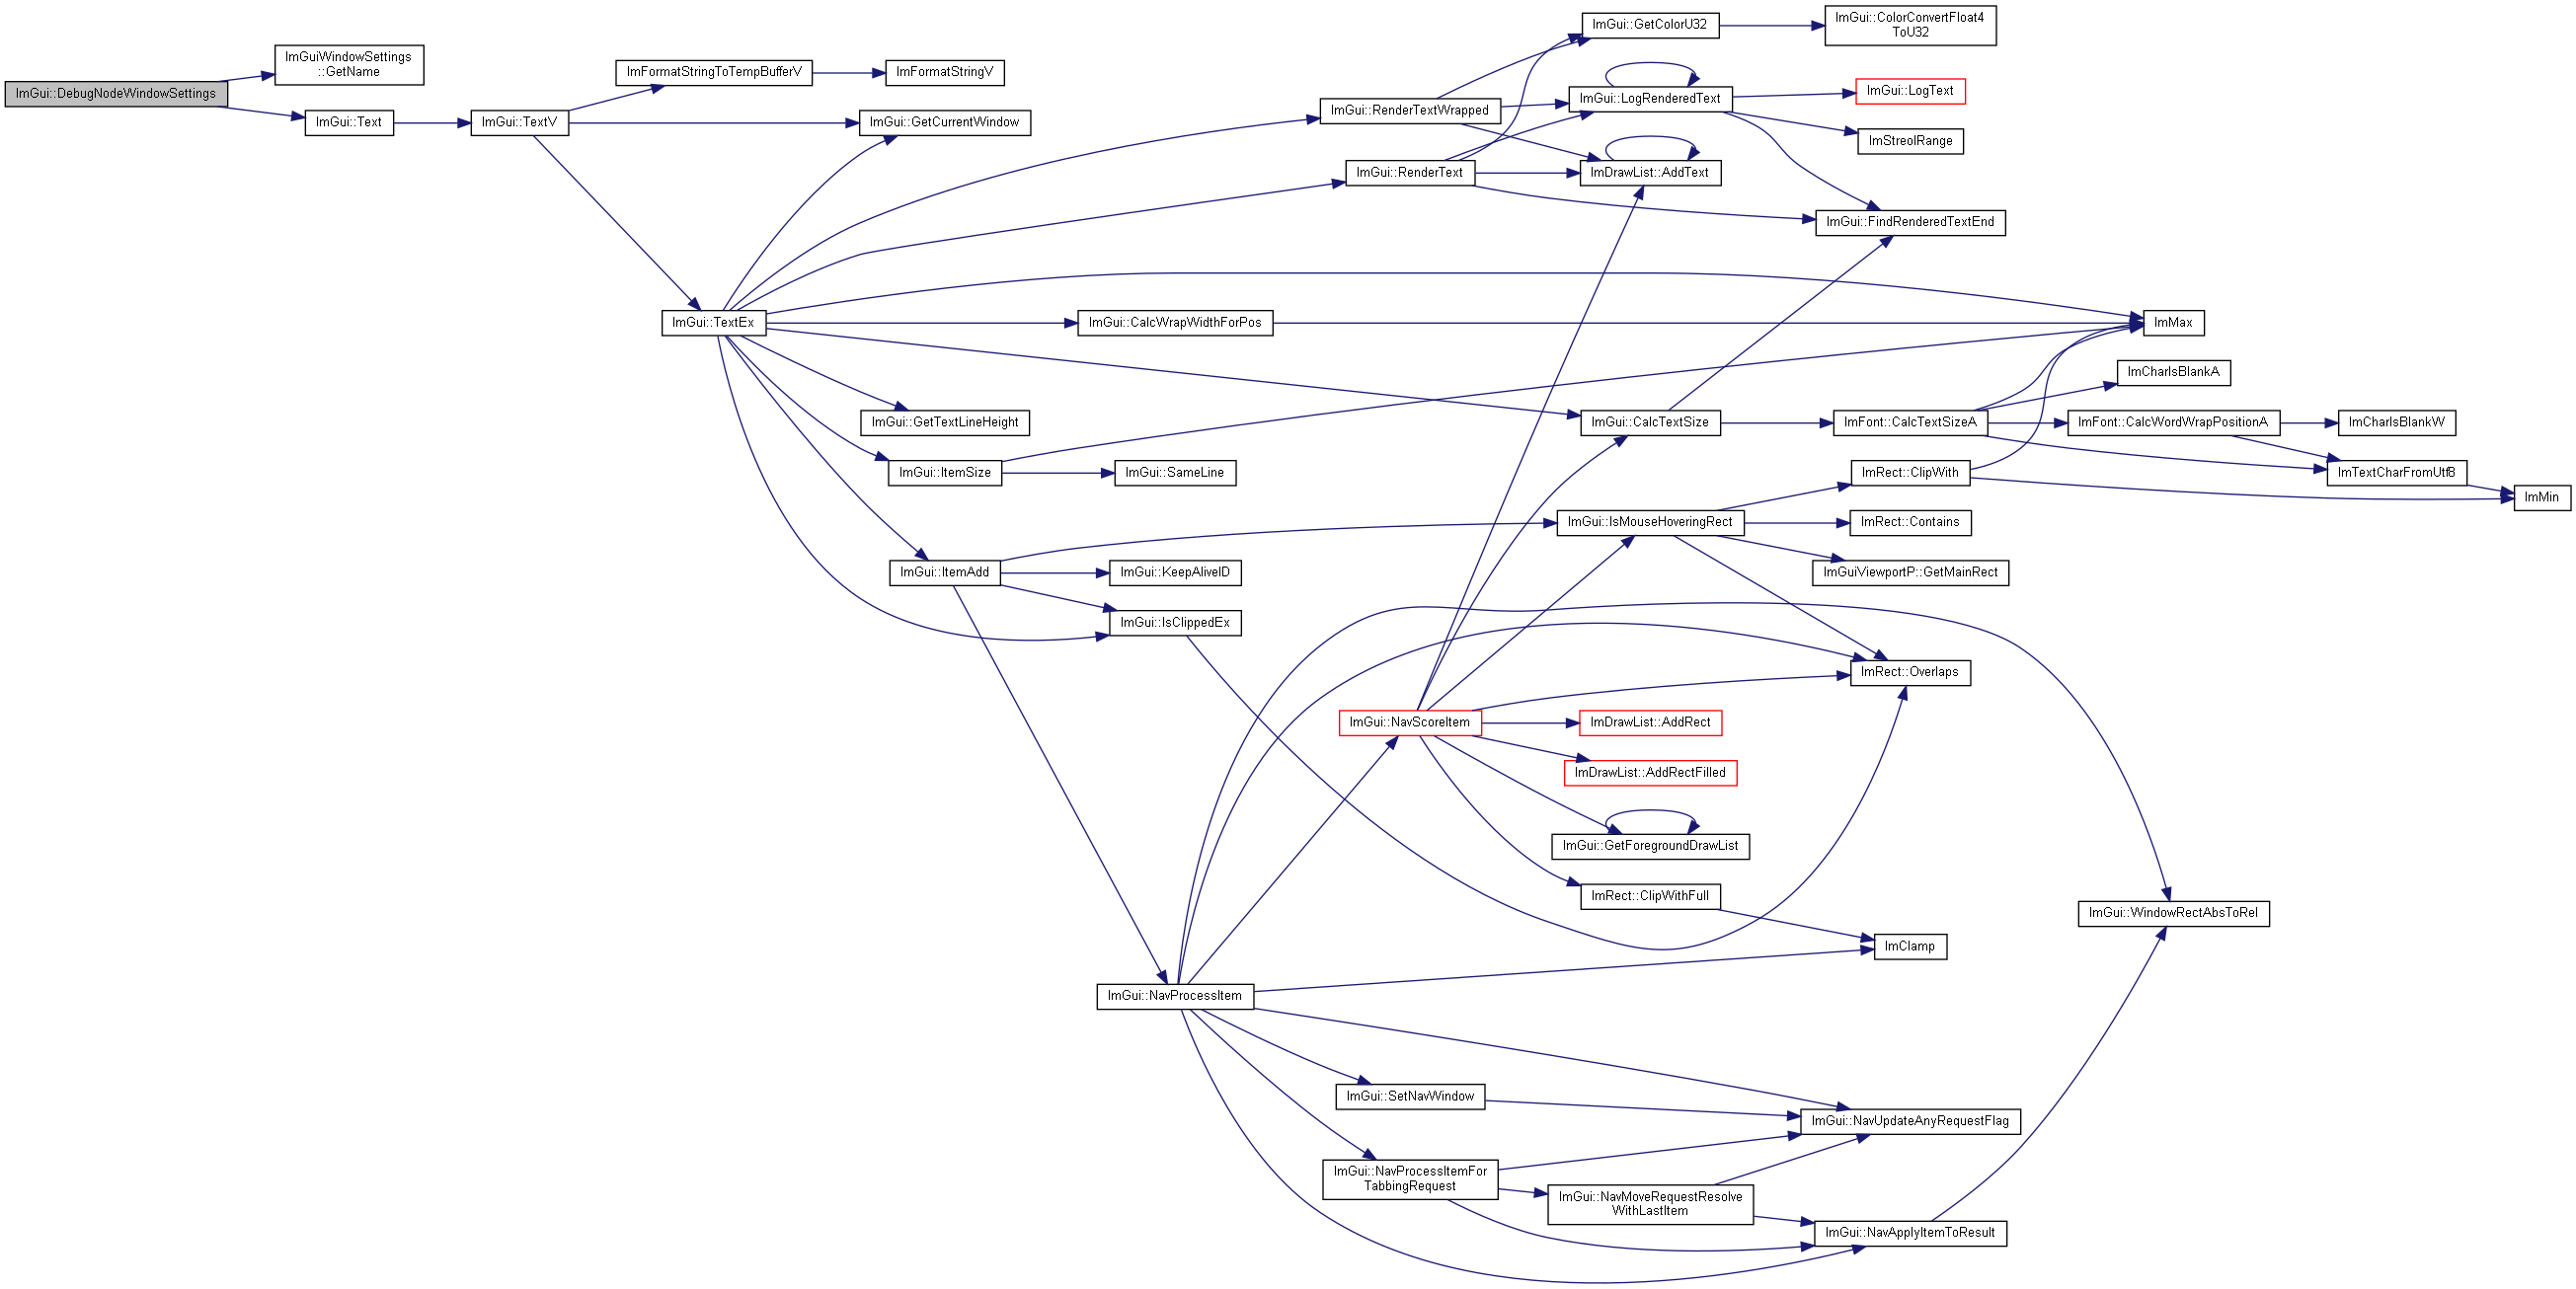 ImGui::DebugNodeWindowSettings
ImGuiWindowSettings
::GetName
ImGui::Text
ImGui::TextV
ImFormatStringToTempBufferV
ImFormatStringV
ImGui::GetCurrentWindow
ImGui::TextEx
ImGui::RenderTextWrapped
ImGui::RenderText
ImGui::GetColorU32
ImGui::ColorConvertFloat4
ToU32
ImGui::LogRenderedText
ImGui::LogText
ImStreolRange
ImDrawList::AddText
ImGui::FindRenderedTextEnd
ImGui::CalcWrapWidthForPos
ImMax
ImGui::GetTextLineHeight
ImGui::CalcTextSize
ImFont::CalcTextSizeA
ImCharIsBlankA
ImFont::CalcWordWrapPositionA
ImCharIsBlankW
ImTextCharFromUtf8
ImMin
ImGui::ItemSize
ImGui::SameLine
ImRect::ClipWith
ImGui::IsMouseHoveringRect
ImRect::Contains
ImGuiViewportP::GetMainRect
ImGui::ItemAdd
ImGui::KeepAliveID
ImGui::IsClippedEx
ImRect::Overlaps
ImGui::NavScoreItem
ImDrawList::AddRect
ImDrawList::AddRectFilled
ImGui::GetForegroundDrawList
ImRect::ClipWithFull
ImClamp
ImGui::WindowRectAbsToRel
ImGui::NavProcessItem
ImGui::SetNavWindow
ImGui::NavUpdateAnyRequestFlag
ImGui::NavProcessItemFor
TabbingRequest
ImGui::NavMoveRequestResolve
WithLastItem
ImGui::NavApplyItemToResult